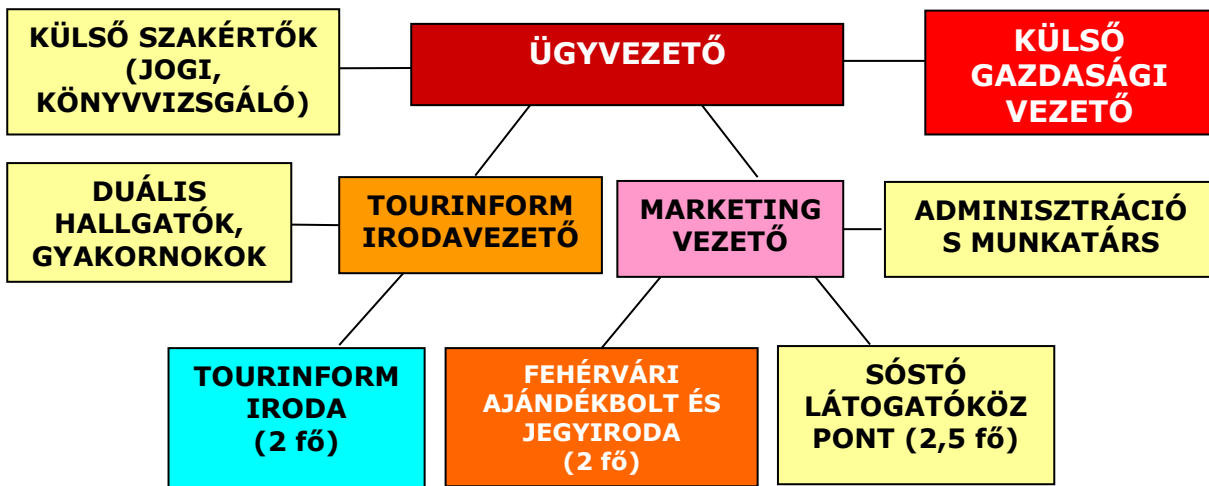 KÜLSŐ SZAKÉRTŐK
(JOGI,
KÖNYVVIZSGÁLÓ)
ÜGYVEZETŐ
KÜLSŐ
GAZDASÁGI
VEZETŐ
DUÁLIS
HALLGATÓK,
GYAKORNOKOK
TOURINFORM
IRODAVEZETŐ
MARKETING
VEZETŐ
ADMINISZTRÁCIÓ
S MUNKATÁRS
TOURINFORM
IRODA
(2 fő)
FEHÉRVÁRI
AJÁNDÉKBOLT ÉS
JEGYIRODA
(2 fő)
SÓSTÓ
LÁTOGATÓKÖZ
PONT (2,5 fő)